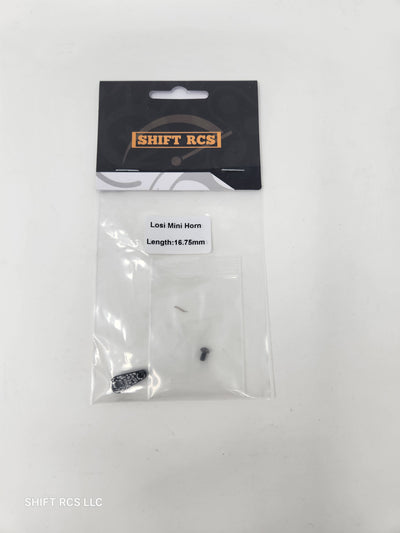 SHIFT RCS
Losi Mini Horn
Length:16.75mm
SHIFT RCS LLC